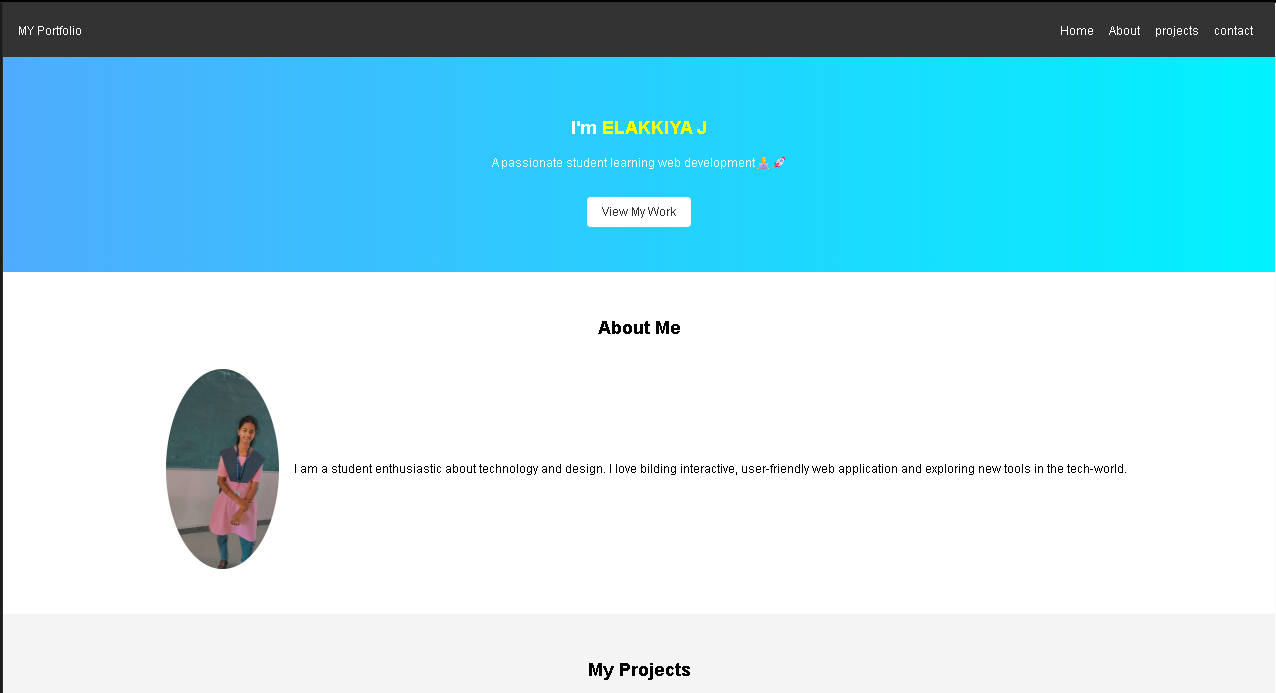 MY Portfolio Home About projects contact
I'm ELAKKIYA J
A passionate student learning web development🧘🚀
View My Work
About Me
I am a student enthusiastic about technology and design. I love bilding interactive, user-friendly web application and exploring new tools in the tech-world.
My Projects